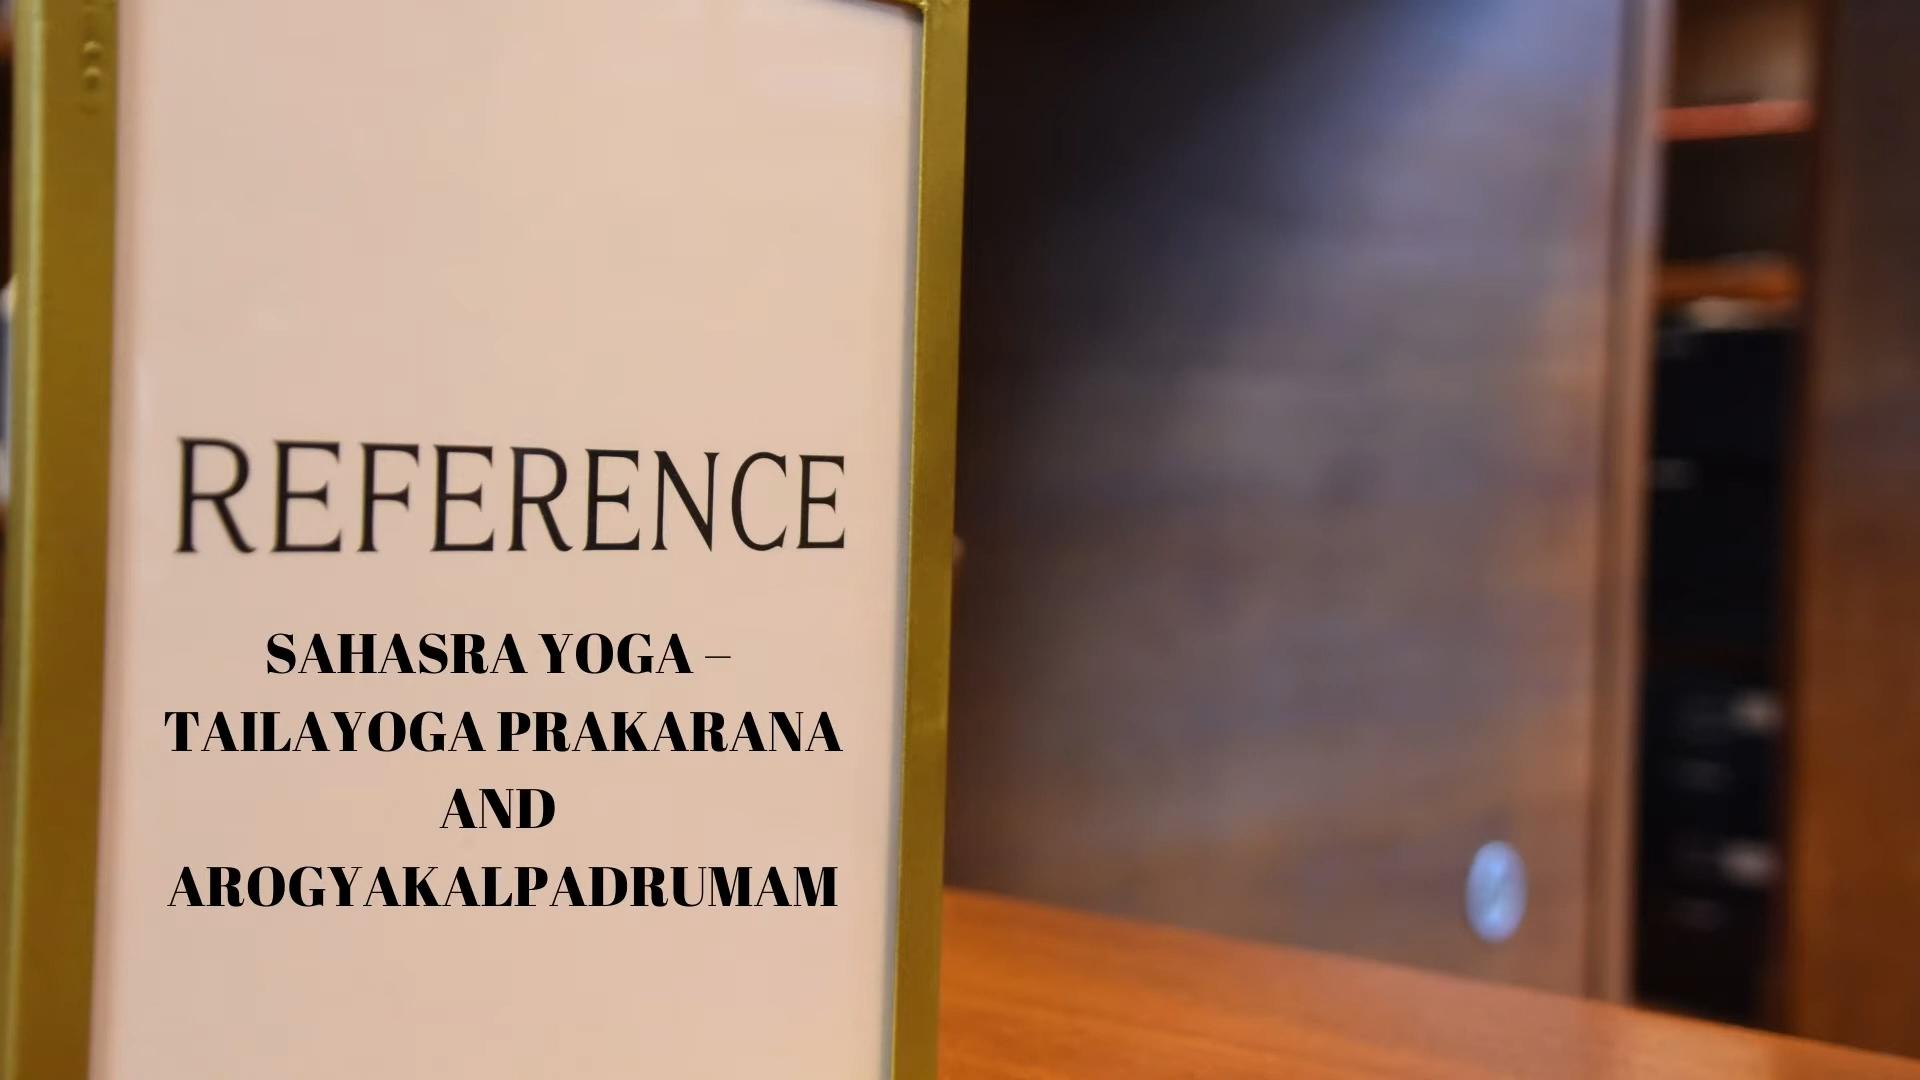 REFERENCE
SAHASRA YOGA –
TAILAYOGA PRAKARANA
AND
AROGYAKALPADRUMAM